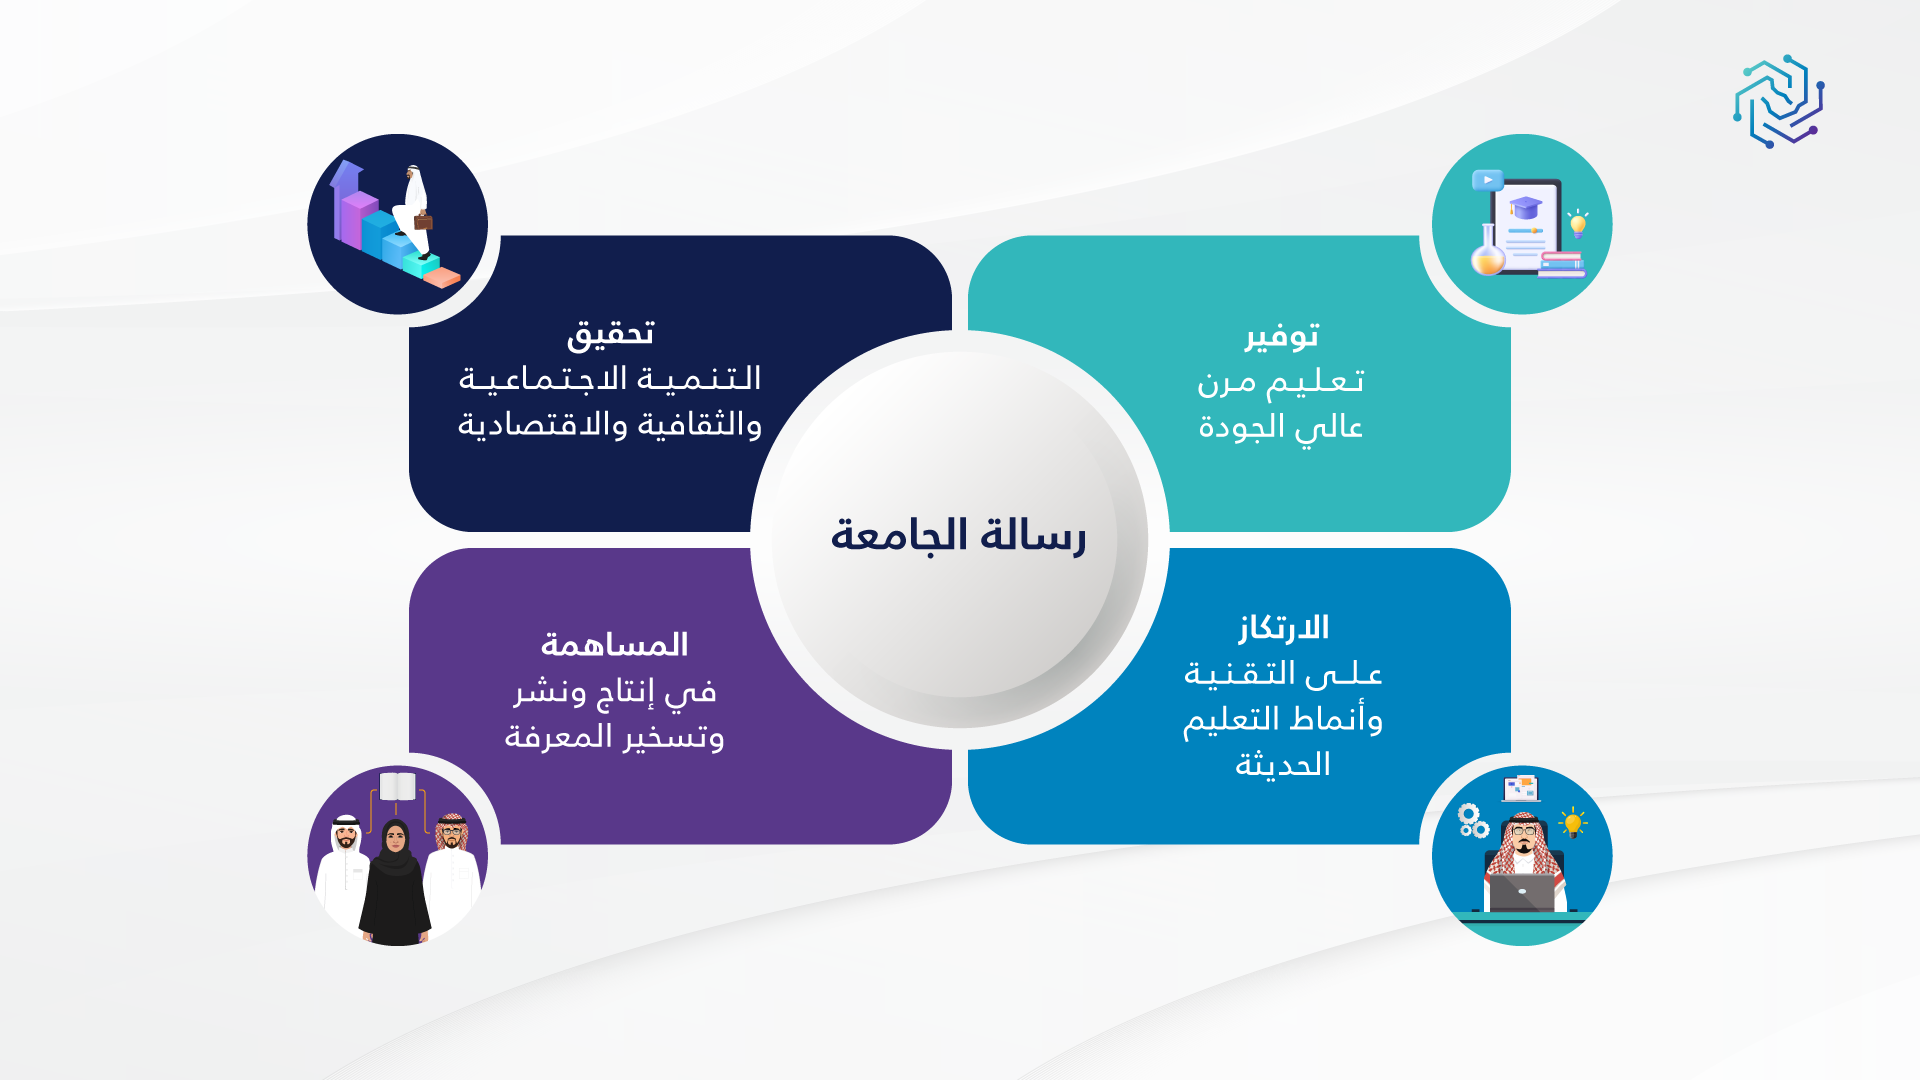 رسالة الجامعة
توفير
تعليم مرن
عالي الجودة
تحقيق
التنمية الاجتماعية
والثقافية والاقتصادية
الارتكاز
على التقنية
وأنماط التعليم
الحديثة
المساهمة
في إنتاج ونشر
وتسخير المعرفة